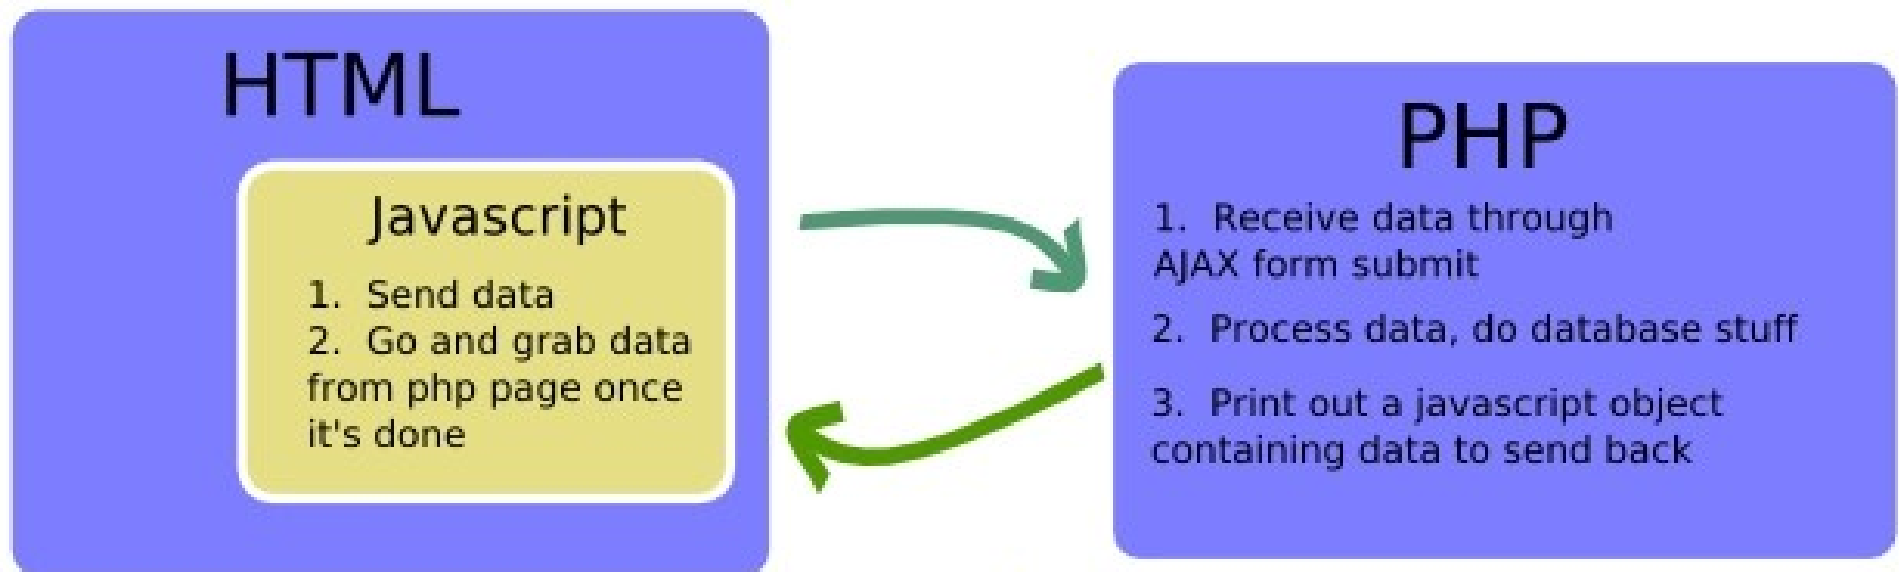 HTML
Javascript
1. Send data
2. Go and grab data
from php page once
it's done
PHP
1. Receive data through
AJAX form submit
2. Process data, do database stuff
3. Print out a javascript object
containing data to send back